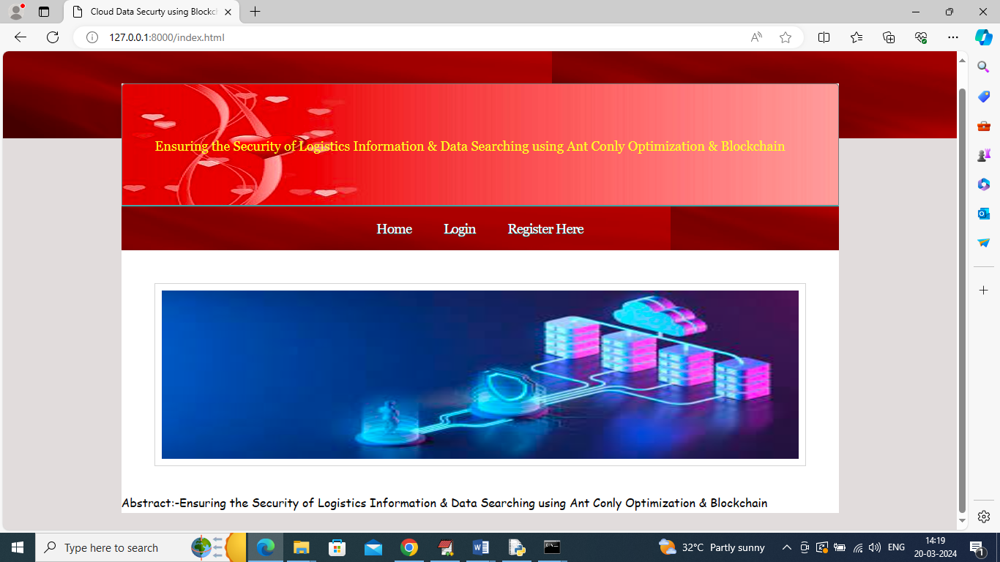 Cloud Data Securty using Blockch
127.0.0.1:8000/index.html
Ensuring the Security of Logistics Information & Data Searching using Ant Conly Optimization & Blockchain
Home Login Register Here
Abstract:-Ensuring the Security of Logistics Information & Data Searching using Ant Conly Optimization & Blockchain
Type here to search
32°C Partly sunny
ENG
14:19
20-03-2024
1